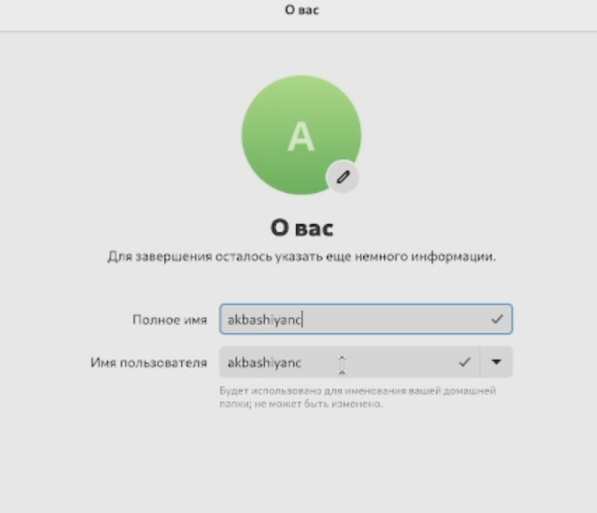 О вас
A
О вас
Для завершения осталось указать еще немного информации.
Полное имя akbashiyanc
Имя пользователя akbashiyanc
Будет использовано для именования вашей домашней
папки; не может быть изменено.